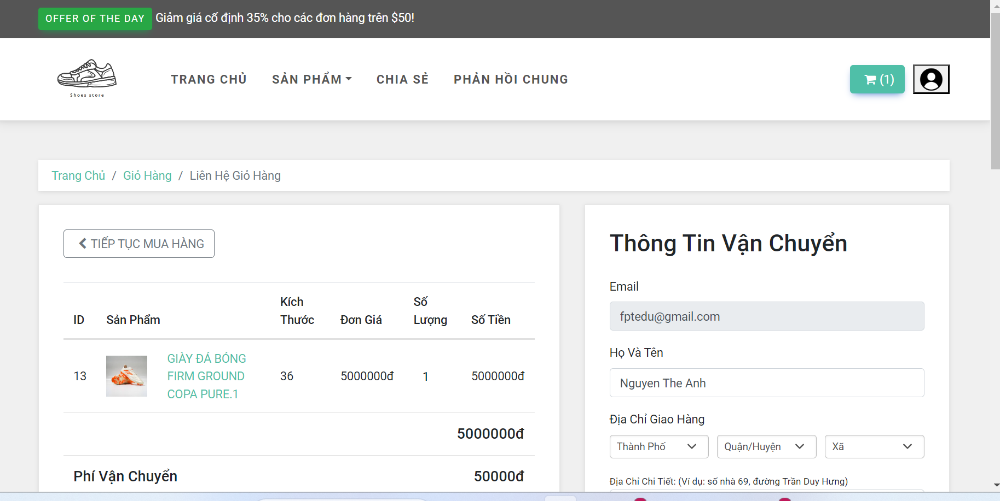 OFFER OF THE DAY Giảm giá cố định 35% cho các đơn hàng trên $50!
Shoes store
TRANG CHỦ SẢN PHẨM CHIA SẺ PHẢN HỒI CHUNG (1)
Trang Chủ / Giỏ Hàng / Liên Hệ Giỏ Hàng
TIẾP TỤC MUA HÀNG
ID Sản Phẩm Kích Thước Đơn Giá Số Lượng Số Tiền
13 GIÀY ĐÁ BÓNG FIRM GROUND COPA PURE.1 36 5000000đ 1 5000000đ
5000000đ
Phí Vận Chuyển 50000đ
Thông Tin Vận Chuyển
Email
fptedu@gmail.com
Họ Và Tên
Nguyen The Anh
Địa Chỉ Giao Hàng
Thành Phố Quận/Huyện Xã
Địa Chỉ Chi Tiết: (Ví dụ: số nhà 69, đường Trần Duy Hưng)